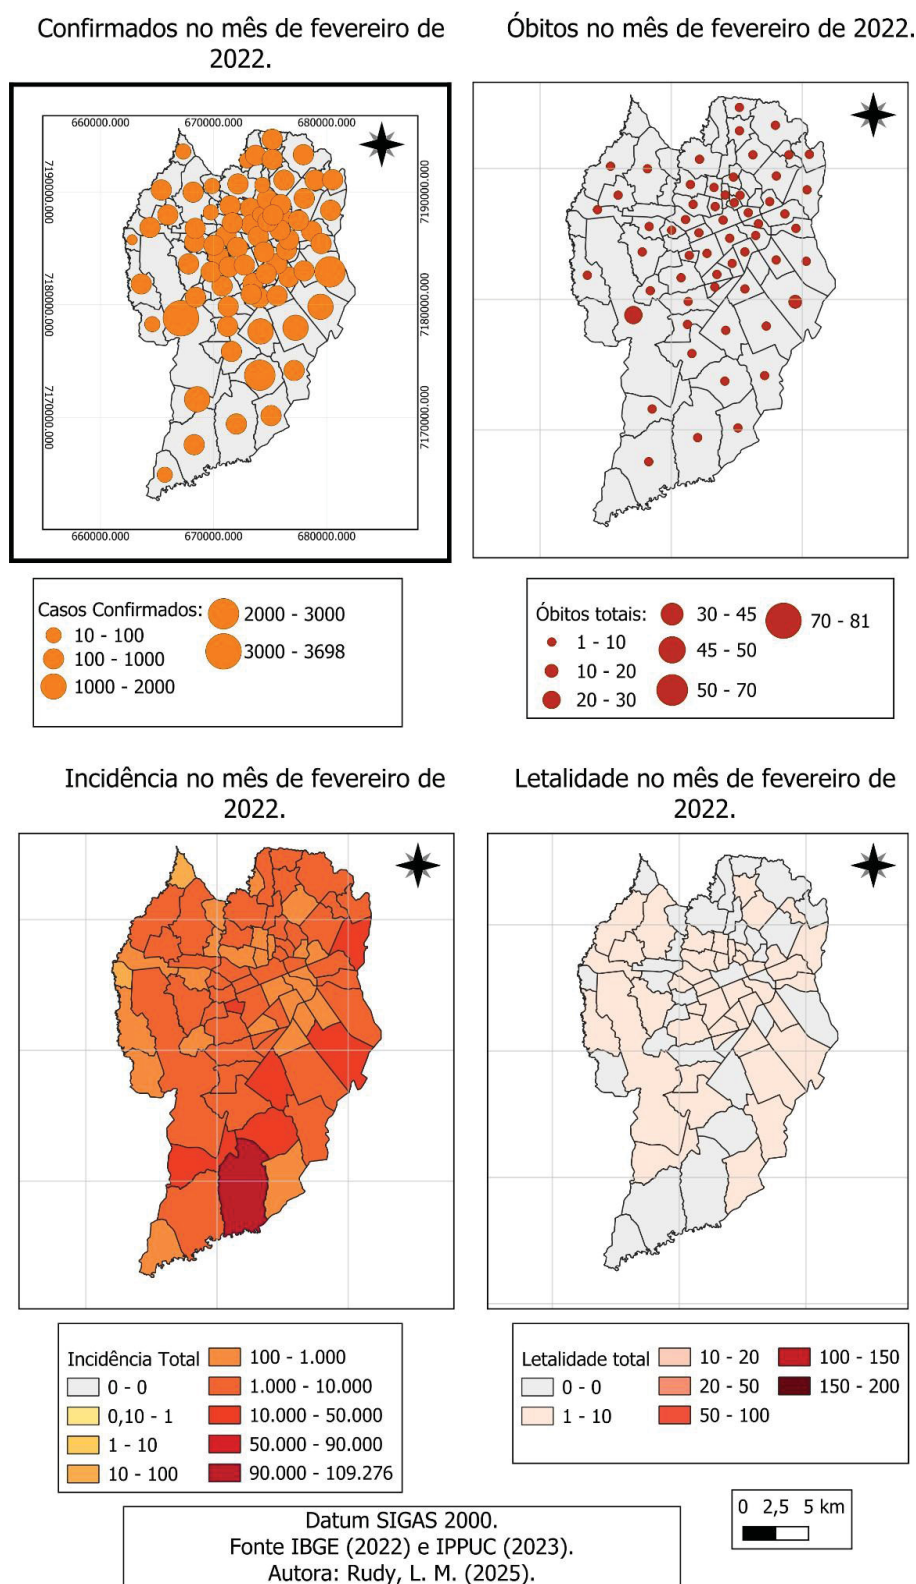 Confirmados no mês de fevereiro de
2022.
660000.000 670000.000 680000.000
7190000.000
7180000.000
7170000.000
7190000.000
7180000.000
7170000.000
660000.000 670000.000 680000.000
Casos Confirmados:
10 - 100
100 - 1000
1000 - 2000
2000 - 3000
3000 - 3698
Óbitos no mês de fevereiro de 2022.
Óbitos totais:
1 - 10
10 - 20
20 - 30
30 - 45
45 - 50
50 - 70
70 - 81
Incidência no mês de fevereiro de
2022.
Incidência Total
0 - 0
0,10 - 1
1 - 10
10 - 100
100 - 1.000
1.000 - 10.000
10.000 - 50.000
50.000 - 90.000
90.000 - 109.276
Letalidade no mês de fevereiro de
2022.
Letalidade total
0 - 0
1 - 10
10 - 20
20 - 50
50 - 100
100 - 150
150 - 200
0 2,5 5 km
Datum SIGAS 2000.
Fonte IBGE (2022) e IPPUC (2023).
Autora: Rudy, L. M. (2025).